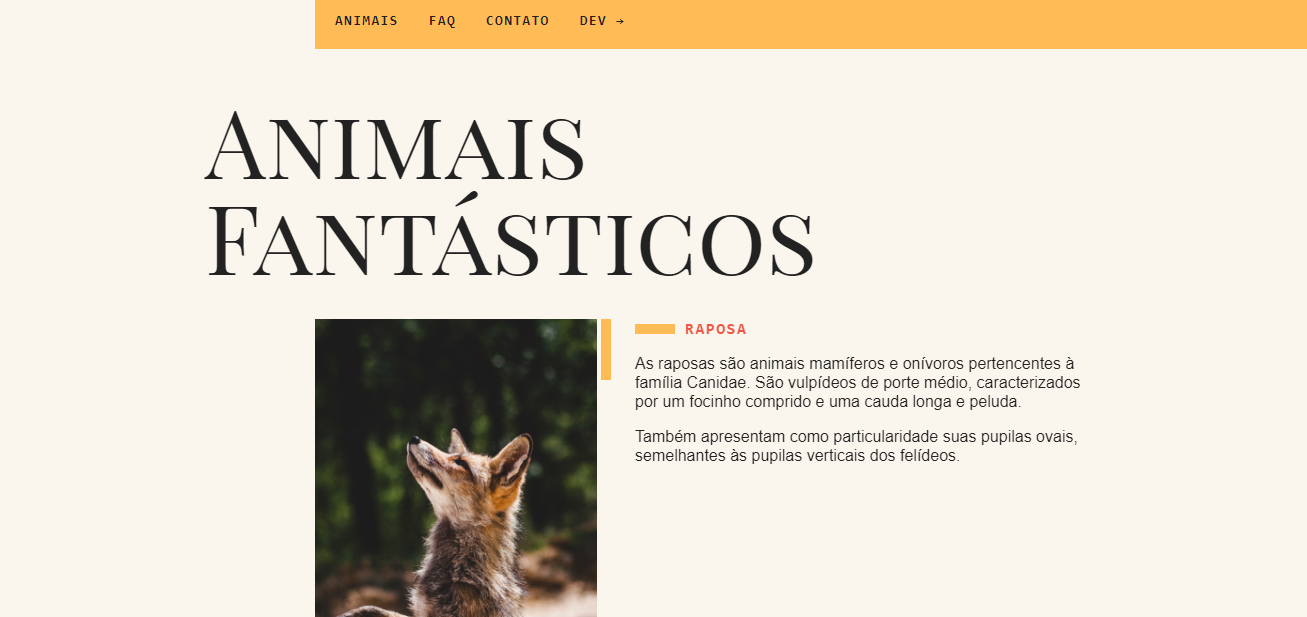 ANIMAIS FAQ CONTATO DEV →
ANIMAIS
FANTÁSTICOS
RAPOSA
As raposas são animais mamíferos e onívoros pertencentes à
família Canidae. São vulpídeos de porte médio, caracterizados
por um focinho comprido e uma cauda longa e peluda.
Também apresentam como particularidade suas pupilas ovais,
semelhantes às pupilas verticais dos felídeos.